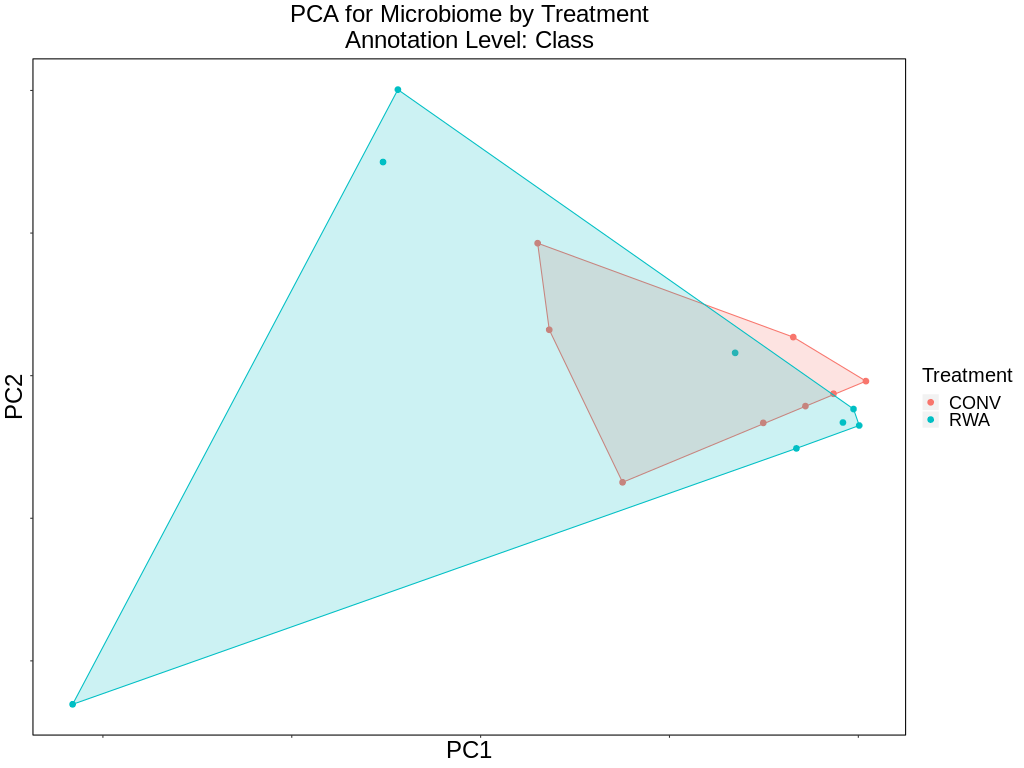 PCA for Microbiome by Treatment
Annotation Level: Class
PC2
PC1
Treatment
CONV
RWA